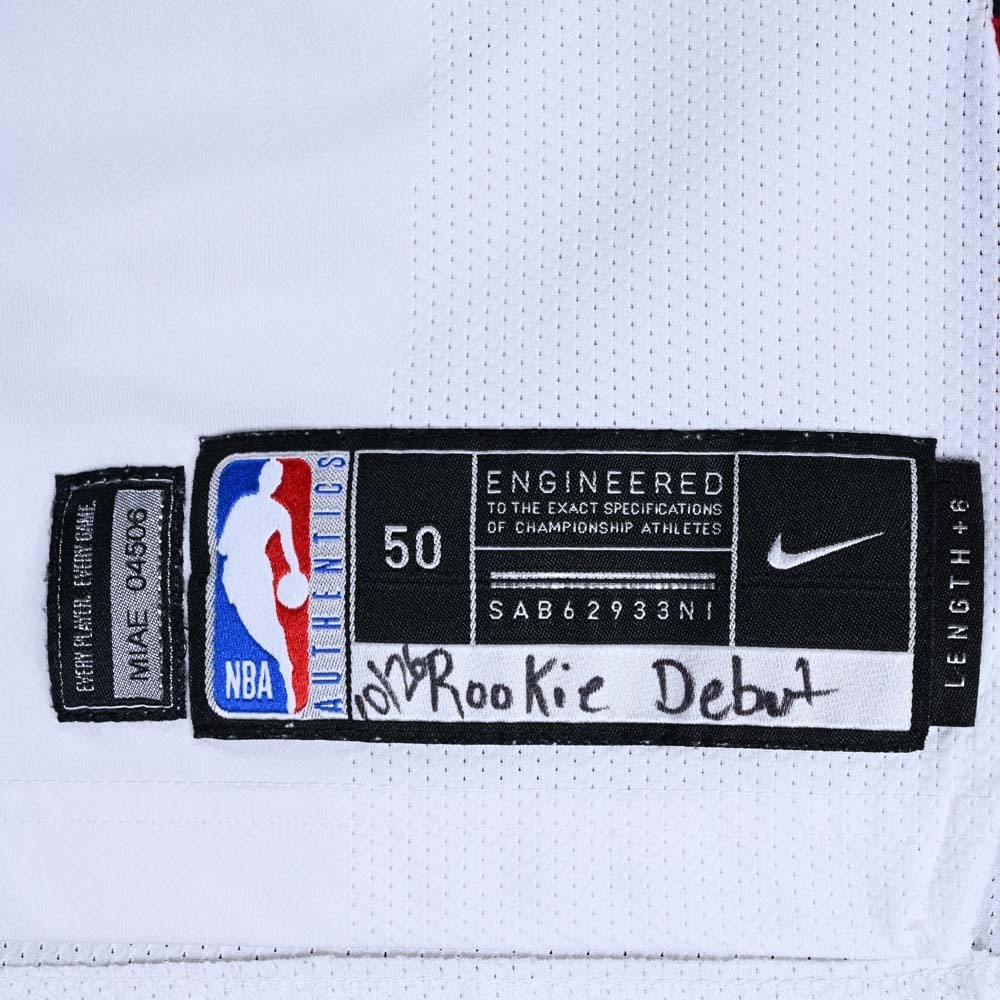 EVERY PLAYER. EVERY GAME.
MIAE 04506
NBA
AUTHENTICS
50
ENGINEERED
TO THE EXACT SPECIFICATIONS
OF CHAMPIONSHIP ATHLETES
SAB62933NI
10/26 Rookie Debut
LENGTH +6